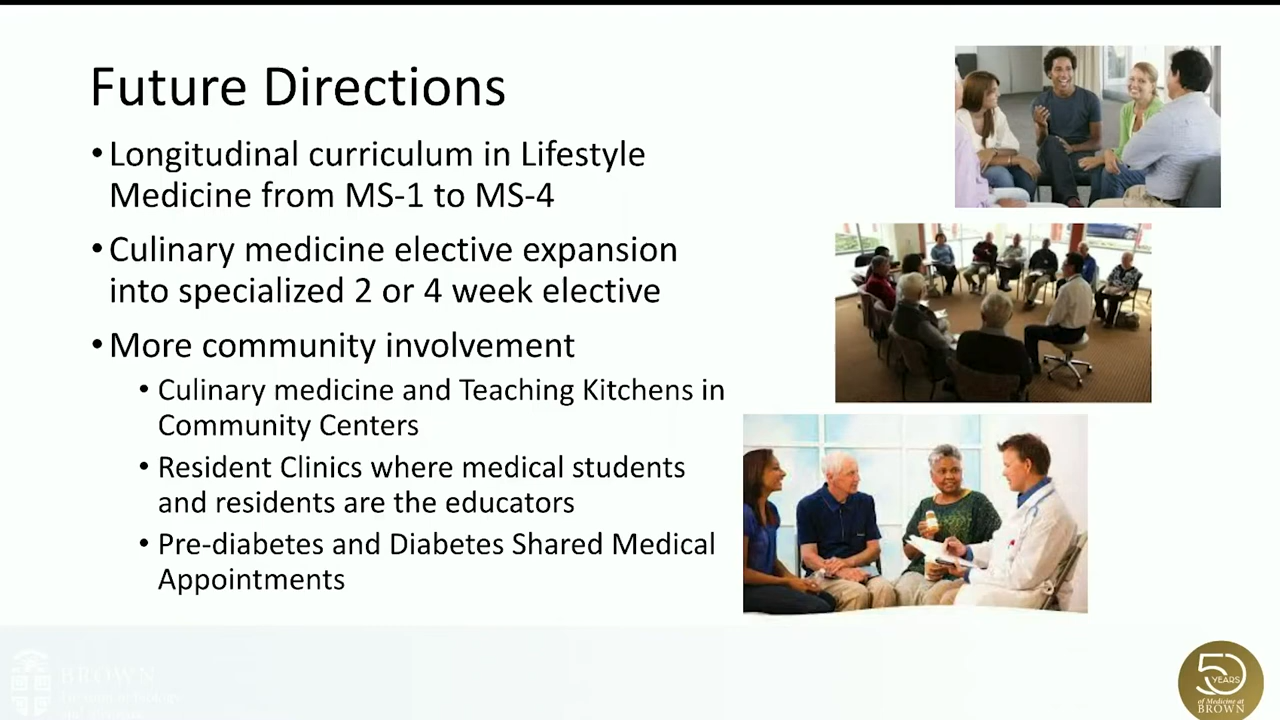 Future Directions
• Longitudinal curriculum in Lifestyle
Medicine from MS-1 to MS-4
• Culinary medicine elective expansion
into specialized 2 or 4 week elective
• More community involvement
• Culinary medicine and Teaching Kitchens in
Community Centers
• Resident Clinics where medical students
and residents are the educators
• Pre-diabetes and Diabetes Shared Medical
Appointments
BROWN
50
YEARS
of Medicine at
BROWN